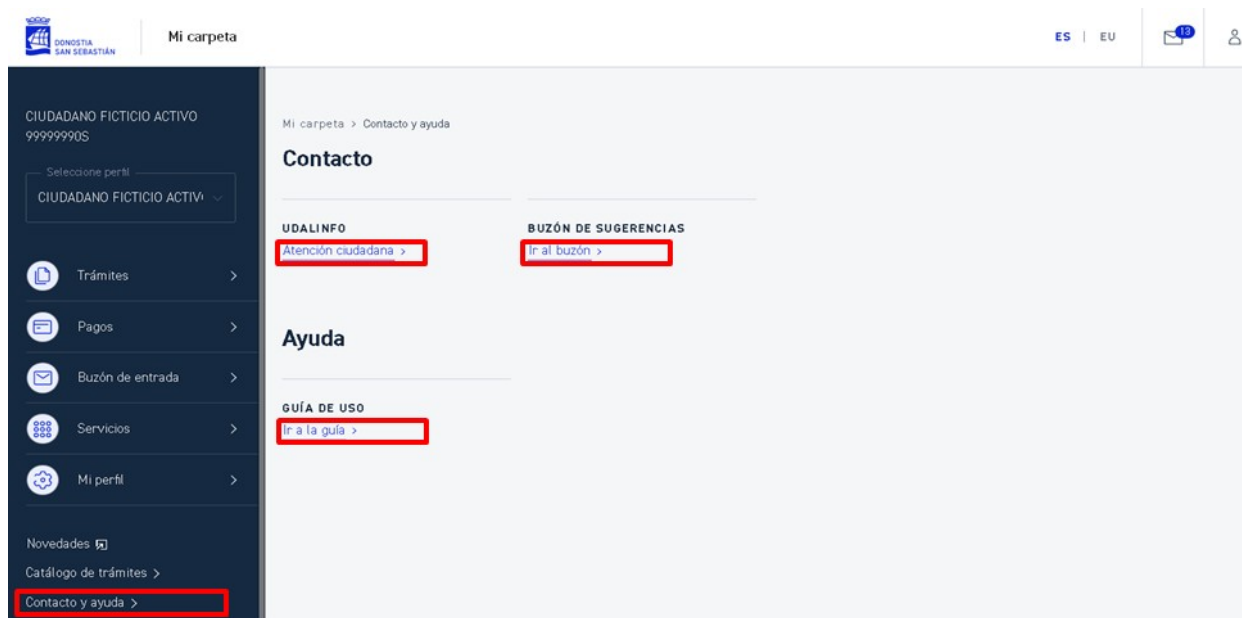 DONOSTIA
SAN SEBASTIÁN
Mi carpeta
ES | EU
13
CIUDADANO FICTICIO ACTIVO
99999990S
Seleccione perfil
CIUDADANO FICTICIO ACTIV
Trámites >
Pagos >
Buzón de entrada >
Servicios >
Mi perfil >
Novedades
Catálogo de trámites >
Contacto y ayuda >
Mi carpeta > Contacto y ayuda
Contacto
UDALINFO
Atención ciudadana >
BUZÓN DE SUGERENCIAS
Ir al buzón >
Ayuda
GUÍA DE USO
Ir a la guía >